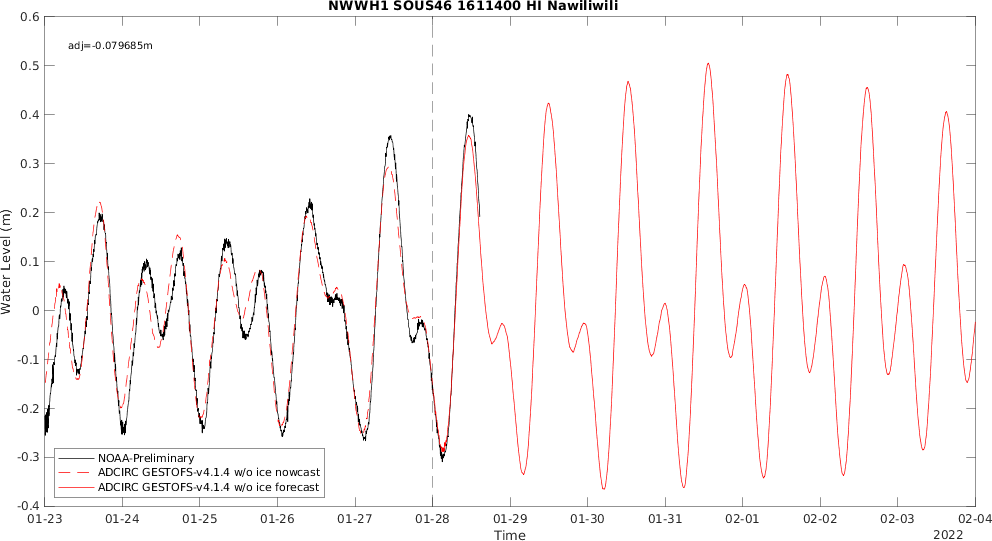 NWWH1 SOUS46 1611400 HI Nawiliwili
adj=-0.079685m
0.6
0.5
0.4
0.3
0.2
0.1
0
-0.1
-0.2
-0.3
-0.4
Water Level (m)
NOAA-Preliminary
ADCIRC GESTOFS-v4.1.4 w/o ice nowcast
ADCIRC GESTOFS-v4.1.4 w/o ice forecast
01-23 01-24 01-25 01-26 01-27 01-28 01-29 01-30 01-31 02-01 02-02 02-03 02-04
Time
2022